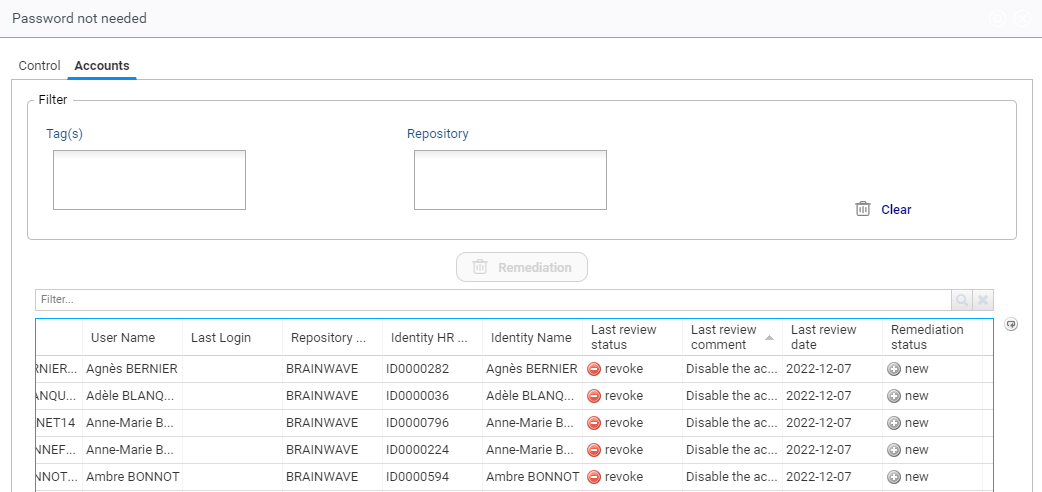 Password not needed
Control Accounts
Filter
Tag(s) Repository
Clear
Remediation
Filter...
User Name Last Login Repository ... Identity HR ... Identity Name Last review status Last review comment Last review date Remediation status
RNIER... Agnès BERNIER BRAINWAVE ID0000282 Agnès BERNIER revoke Disable the ac... 2022-12-07 new
ANQU... Adèle BLANQ... BRAINWAVE ID0000036 Adèle BLANQ... revoke Disable the ac... 2022-12-07 new
NET14 Anne-Marie B... BRAINWAVE ID0000796 Anne-Marie B... revoke Disable the ac... 2022-12-07 new
NNEF... Anne-Marie B... BRAINWAVE ID0000224 Anne-Marie B... revoke Disable the ac... 2022-12-07 new
NNOT... Ambre BONNOT BRAINWAVE ID0000594 Ambre BONNOT revoke Disable the ac... 2022-12-07 new